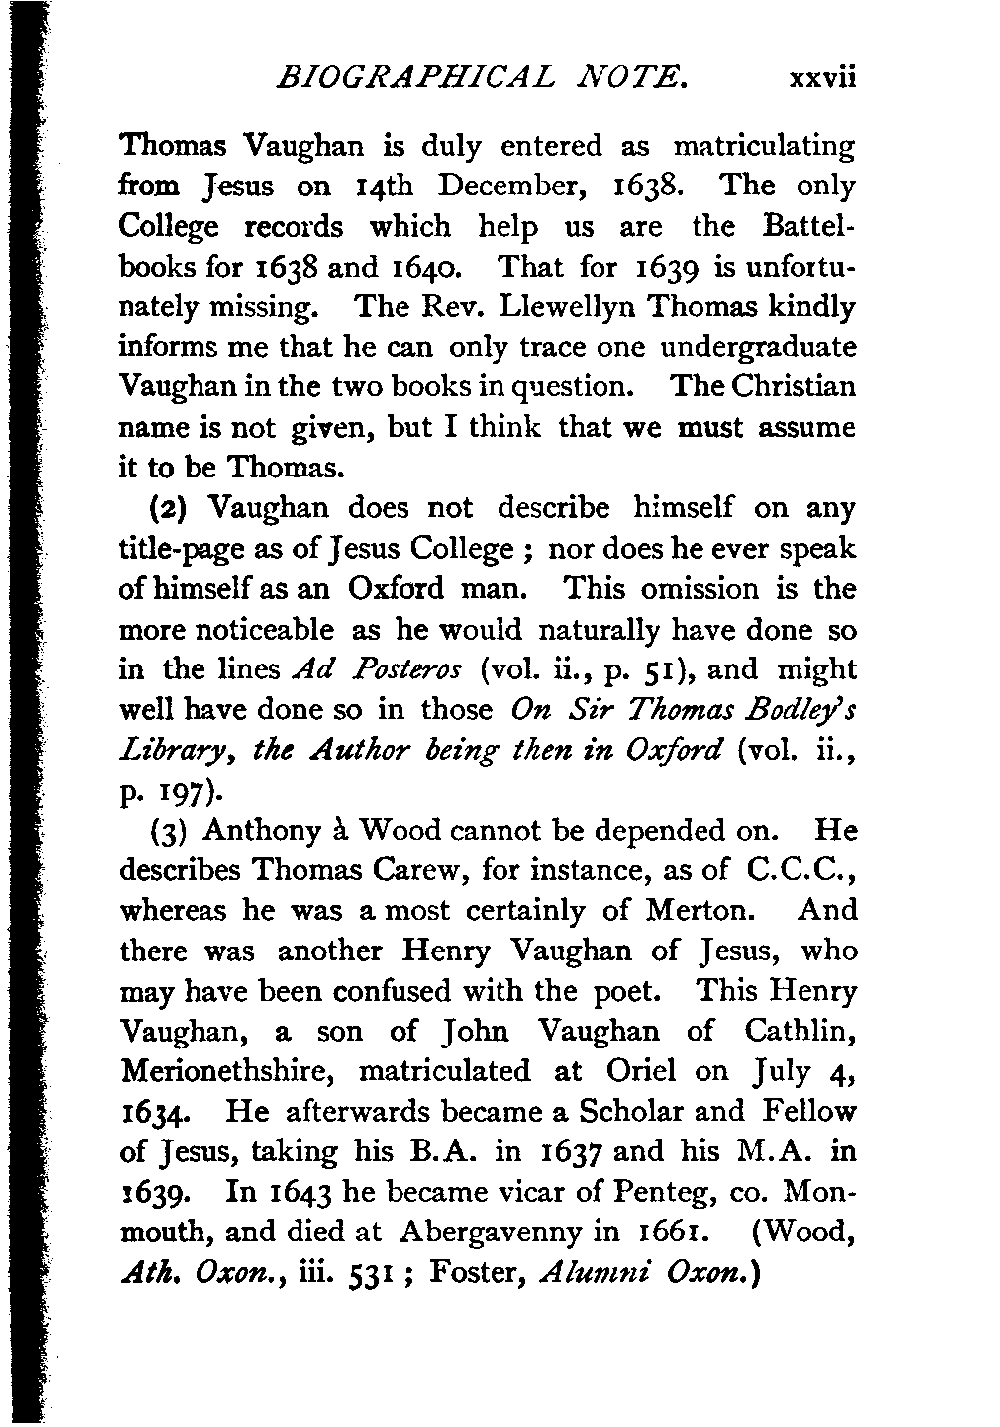 BIOGRAPHICAL NOTE. xxvii
Thomas Vaughan is duly entered as matriculating
from Jesus on 14th December, 1638. The only
College records which help us are the Battel-
books for 1638 and 1640. That for 1639 is unfortu-
nately missing. The Rev. Llewellyn Thomas kindly
informs me that he can only trace one undergraduate
Vaughan in the two books in question. The Christian
name is not given, but I think that we must assume
it to be Thomas.
(2) Vaughan does not describe himself on any
title-page as of Jesus College ; nor does he ever speak
of himself as an Oxford man. This omission is the
more noticeable as he would naturally have done so
in the lines Ad Posteros (vol. ii., p. 51), and might
well have done so in those On Sir Thomas Bodley's
Library, the Author being then in Oxford (vol. ii.,
p. 197).
(3) Anthony à Wood cannot be depended on. He
describes Thomas Carew, for instance, as of C.C.C.,
whereas he was a most certainly of Merton. And
there was another Henry Vaughan of Jesus, who
may have been confused with the poet. This Henry
Vaughan, a son of John Vaughan of Cathlin,
Merionethshire, matriculated at Oriel on July 4,
1634. He afterwards became a Scholar and Fellow
of Jesus, taking his B.A. in 1637 and his M.A. in
1639. In 1643 he became vicar of Penteg, co. Mon-
mouth, and died at Abergavenny in 1661. (Wood,
Ath. Oxon., iii. 531 ; Foster, Alumni Oxon.)